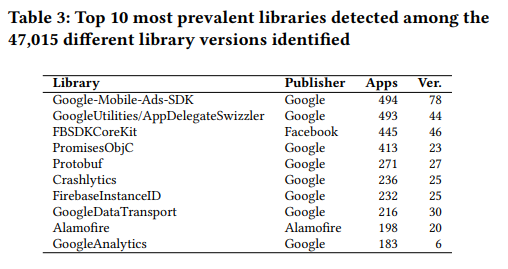 Table 3: Top 10 most prevalent libraries detected among the
47,015 different library versions identified
Library Publisher Apps Ver.
Google-Mobile-Ads-SDK Google 494 78
GoogleUtilities/AppDelegateSwizzler Google 493 44
FBSDKCoreKit Facebook 445 46
PromisesObjC Google 413 23
Protobuf Google 271 27
Crashlytics Google 236 25
FirebaseInstanceID Google 232 25
GoogleDataTransport Google 216 30
Alamofire Alamofire 198 20
GoogleAnalytics Google 183 6